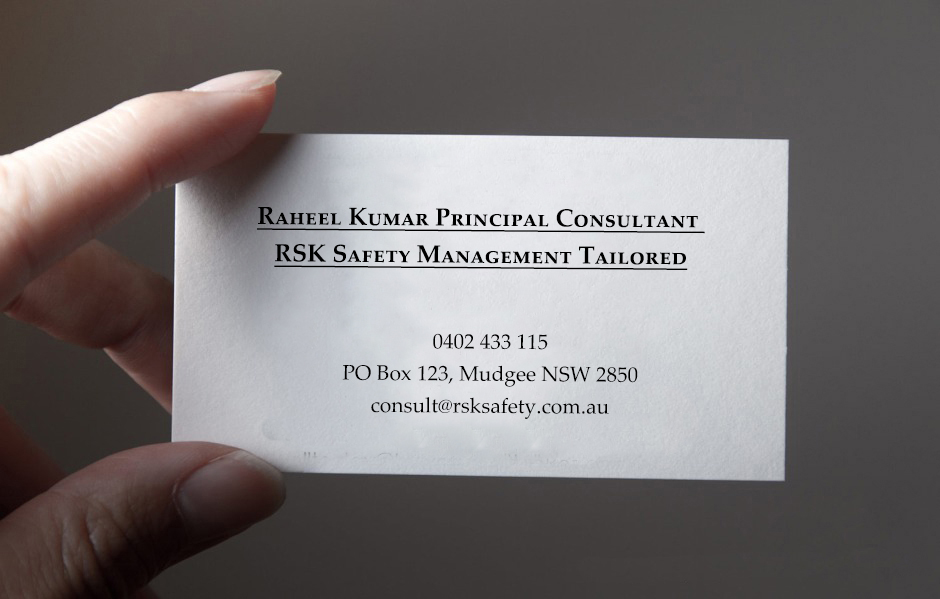 Raheel Kumar Principal Consultant
RSK Safety Management Tailored
0402 433 115
PO Box 123, Mudgee NSW 2850
consult@rsksafety.com.au